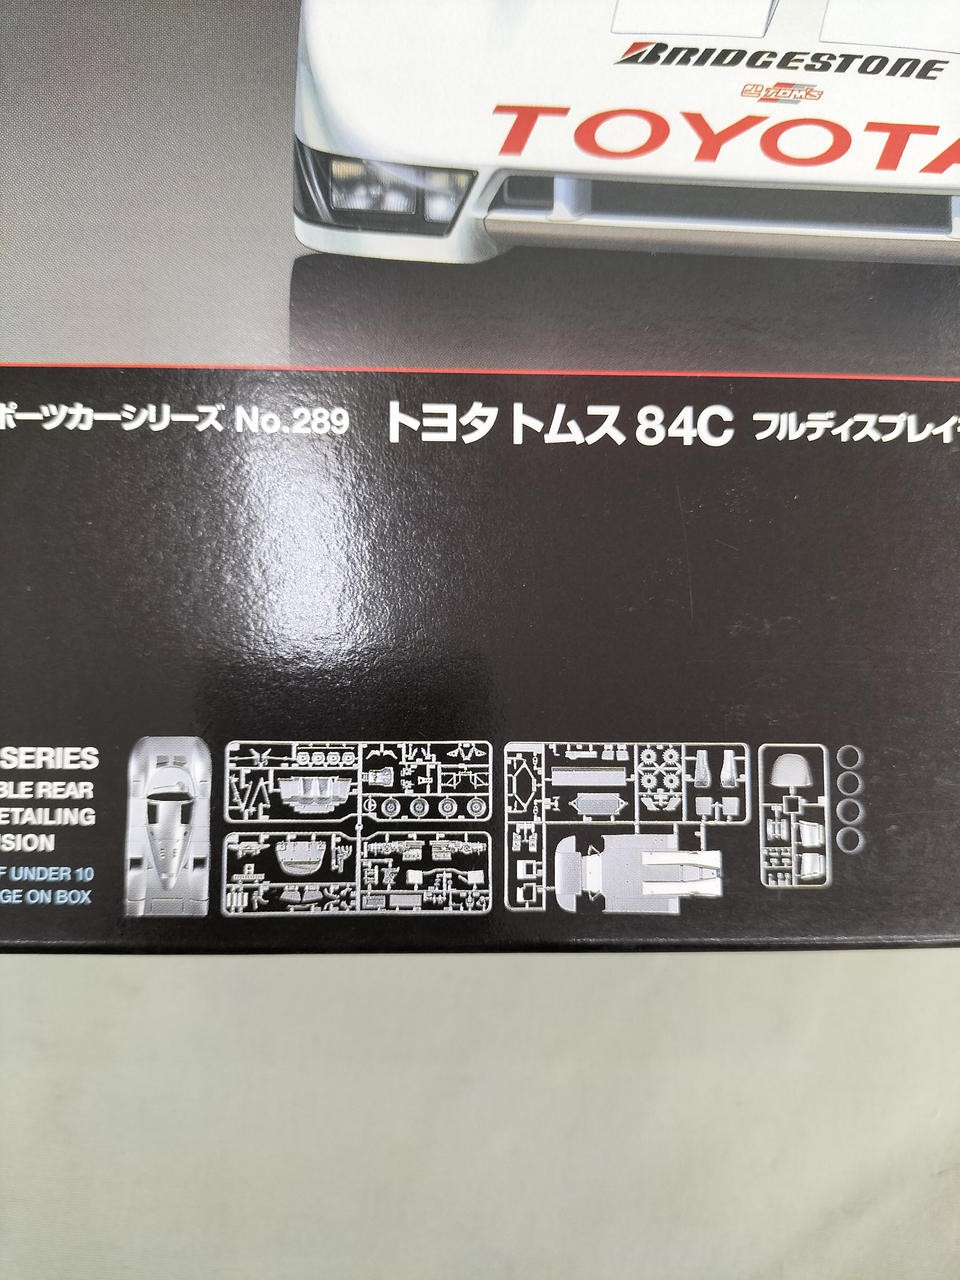 BRIDGESTONE
TOM'S
TOYOTA
ポーツカーシリーズ No.289 トヨタ トムス 84C フルディスプレイ
SERIES
BLE REAR
ETAILING
SION
F UNDER 10
GE ON BOX